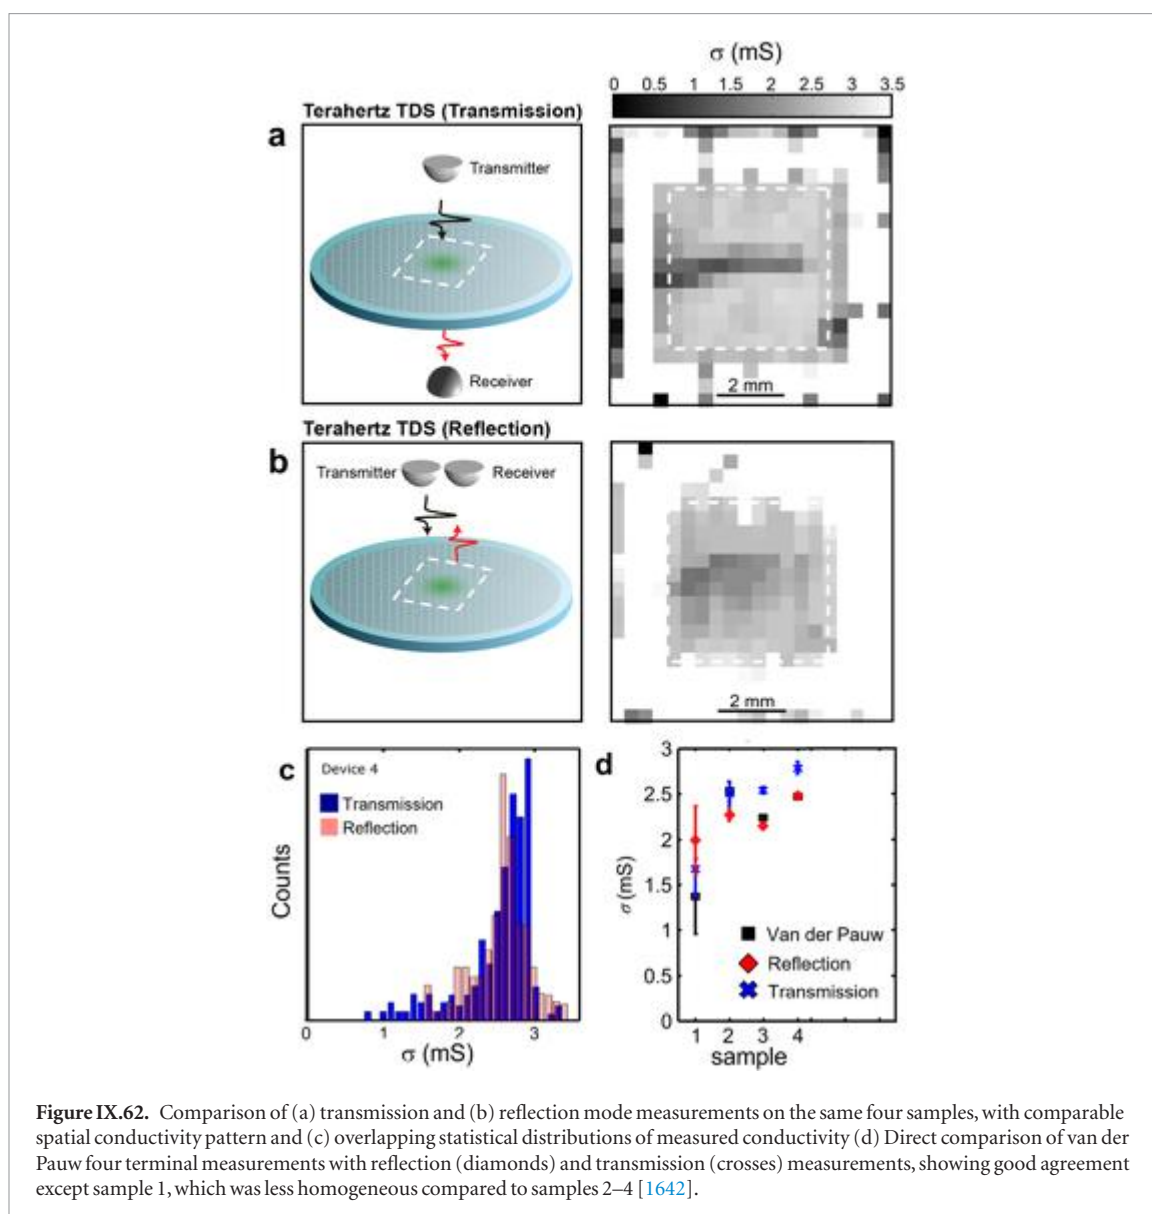 σ (mS)
0 0.5 1 1.5 2 2.5 3 3.5
Terahertz TDS (Transmission)
a
Transmitter
Receiver
2 mm
Terahertz TDS (Reflection)
b
Transmitter Receiver
2 mm
c
Device 4
Transmission
Reflection
Counts
0 1 2 3
σ (mS)
d
3
2.5
2
1.5
1
0.5
0
σ (mS)
Van der Pauw
Reflection
Transmission
1 2 3 4
sample
Figure IX.62. Comparison of (a) transmission and (b) reflection mode measurements on the same four samples, with comparable
spatial conductivity pattern and (c) overlapping statistical distributions of measured conductivity (d) Direct comparison of van der
Pauw four terminal measurements with reflection (diamonds) and transmission (crosses) measurements, showing good agreement
except sample 1, which was less homogeneous compared to samples 2–4 [1642].